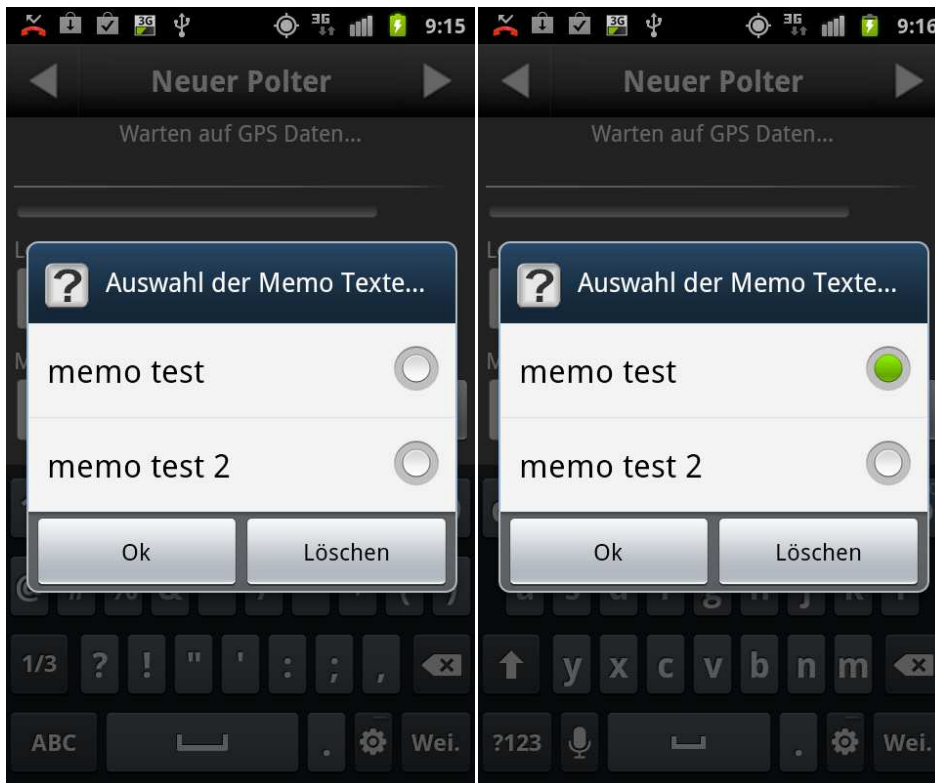 3G 3G 9:15
Neuer Polter
Warten auf GPS Daten...
L
? Auswahl der Memo Texte...
M
memo test
memo test 2
Ok Löschen
1/3 ? ! " ' : ; ,
ABC . Wei.
3G 3G 9:16
Neuer Polter
Warten auf GPS Daten...
L
? Auswahl der Memo Texte...
M
memo test
memo test 2
Ok Löschen
y x c v b n m
?123 . Wei.